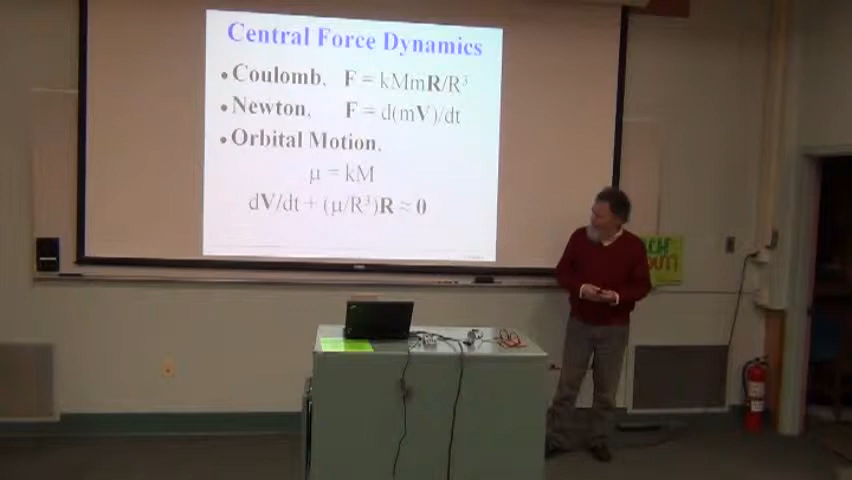 Central Force Dynamics
• Coulomb, F = kMmR/R³
• Newton, F = d(mV)/dt
• Orbital Motion,
μ = kM
dV/dt + (μ/R³)R ≈ 0